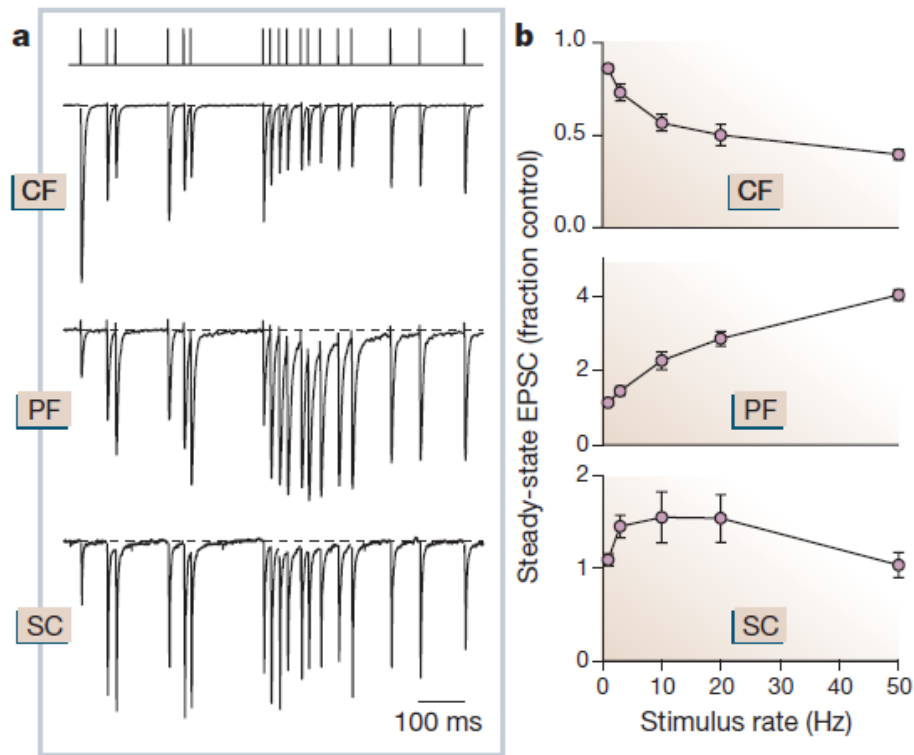 a
CF
PF
SC
100 ms
b
Steady-state EPSC (fraction control)
1.0
0.5
0.0
CF
4
2
0
PF
2
1
0
SC
0 10 20 30 40 50
Stimulus rate (Hz)